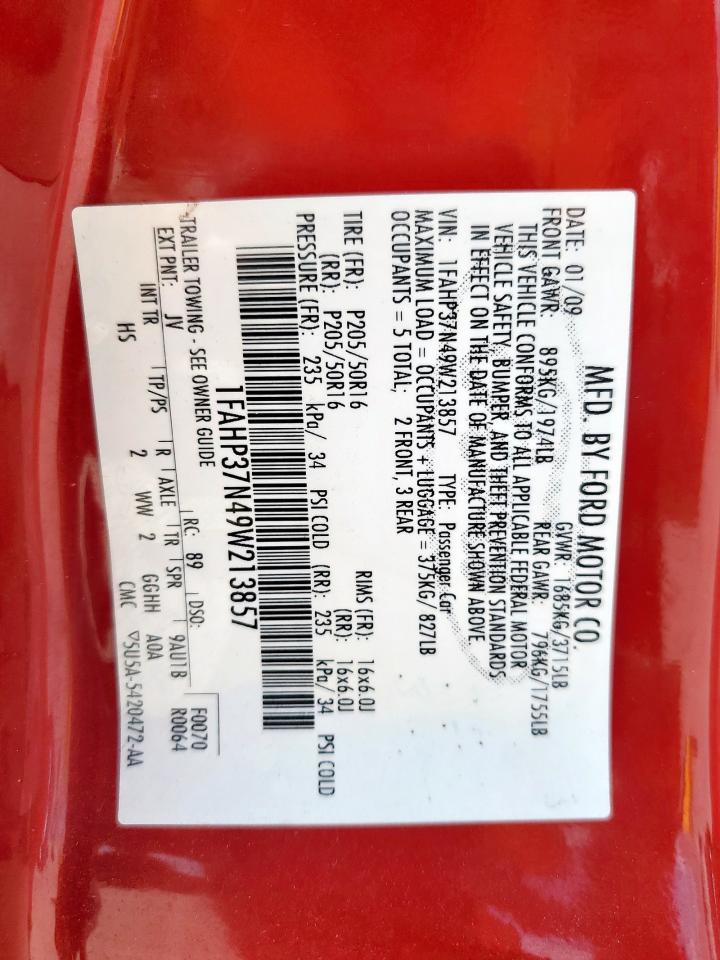 MFD. BY FORD MOTOR CO.
DATE: 01/09 GVWR: 1685KG/3715LB
FRONT GAWR: 895KG/1974LB REAR GAWR: 796KG/1755LB
THIS VEHICLE CONFORMS TO ALL APPLICABLE FEDERAL MOTOR
VEHICLE SAFETY, BUMPER, AND THEFT PREVENTION STANDARDS
IN EFFECT ON THE DATE OF MANUFACTURE SHOWN ABOVE
VIN: 1FAHP37N49W213857 TYPE: Passenger Car
MAXIMUM LOAD = OCCUPANTS + LUGGAGE = 375KG/ 827LB
OCCUPANTS = 5 TOTAL; 2 FRONT, 3 REAR
TIRE (FR): P205/50R16 RIMS (FR): 16x6.0J
(RR): P205/50R16 (RR): 16x6.0J
PRESSURE (FR): 235 kPa/ 34 PSI COLD (RR): 235 kPa/ 34 PSI COLD
1FAHP37N49W213857
TRAILER TOWING - SEE OWNER GUIDE
F0070
R0064
EXT PNT: JV RC: 89 DSO: 9AU1B
INT TR TP/PS R AXLE TR SPR
HS 2 WW 2 GGHH A0A
CMC ▽5U5A-5420472-AA